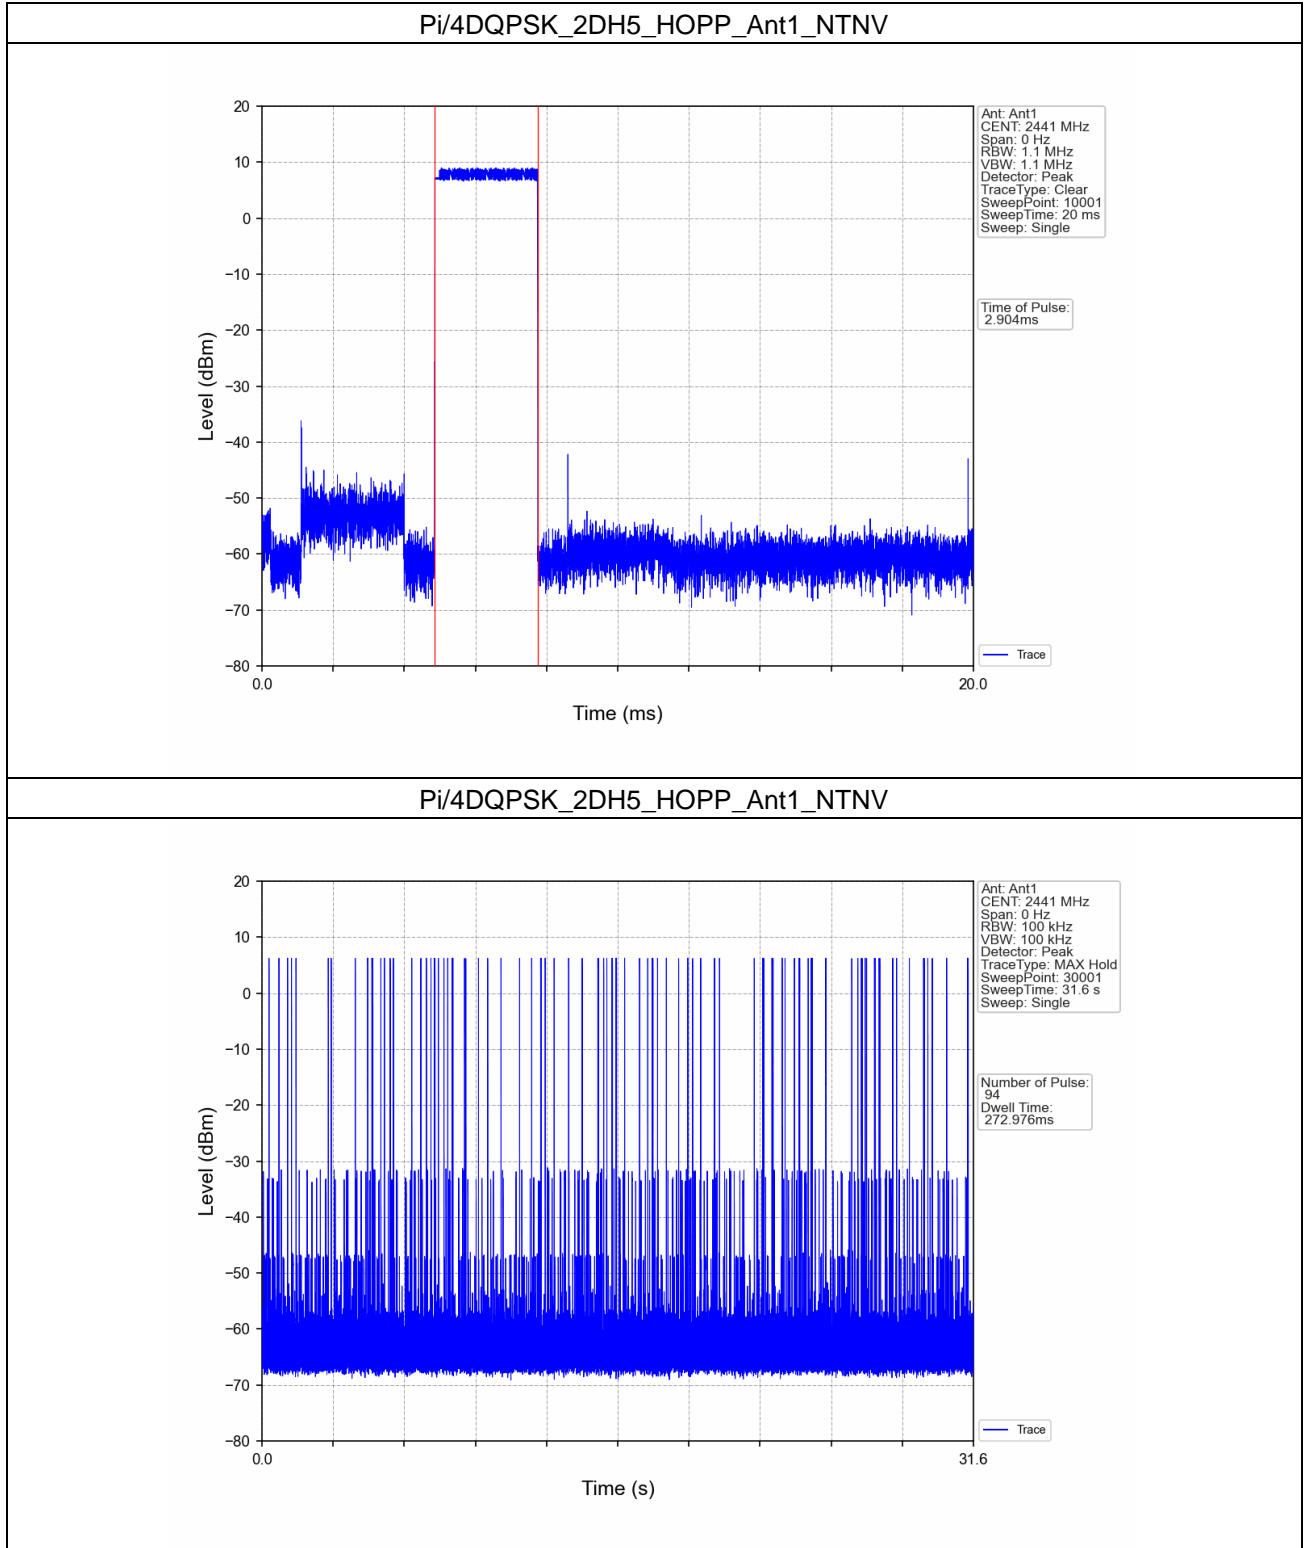 Pi/4DQPSK_2DH5_HOPP_Ant1_NTNV
20
10
0
−10
−20
−30
−40
−50
−60
−70
−80
Level (dBm)
0.0
20.0
Time (ms)
Ant: Ant1
CENT: 2441 MHz
Span: 0 Hz
RBW: 1.1 MHz
VBW: 1.1 MHz
Detector: Peak
TraceType: Clear
SweepPoint: 10001
SweepTime: 20 ms
Sweep: Single
Time of Pulse:
2.904ms
Trace
Pi/4DQPSK_2DH5_HOPP_Ant1_NTNV
20
10
0
−10
−20
−30
−40
−50
−60
−70
−80
Level (dBm)
0.0
31.6
Time (s)
Ant: Ant1
CENT: 2441 MHz
Span: 0 Hz
RBW: 100 kHz
VBW: 100 kHz
Detector: Peak
TraceType: MAX Hold
SweepPoint: 30001
SweepTime: 31.6 s
Sweep: Single
Number of Pulse:
94
Dwell Time:
272.976ms
Trace